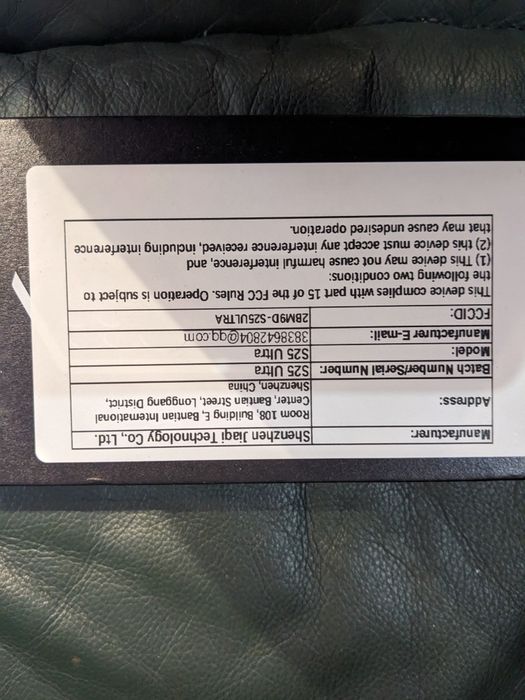 Manufacturer: Shenzhen Jiaqi Technology Co., Ltd.
Address: Room 108, Building E, Bantian International
Center, Bantian Street, Longgang District,
Shenzhen, China
Batch Number/Serial Number: S25 Ultra
Model: S25 Ultra
Manufacturer E-mail: 3838642804@qq.com
FCCID: 2BM9D-S25ULTRA
This device complies with part 15 of the FCC Rules. Operation is subject to
the following two conditions:
(1) This device may not cause harmful interference, and
(2) this device must accept any interference received, including interference
that may cause undesired operation.